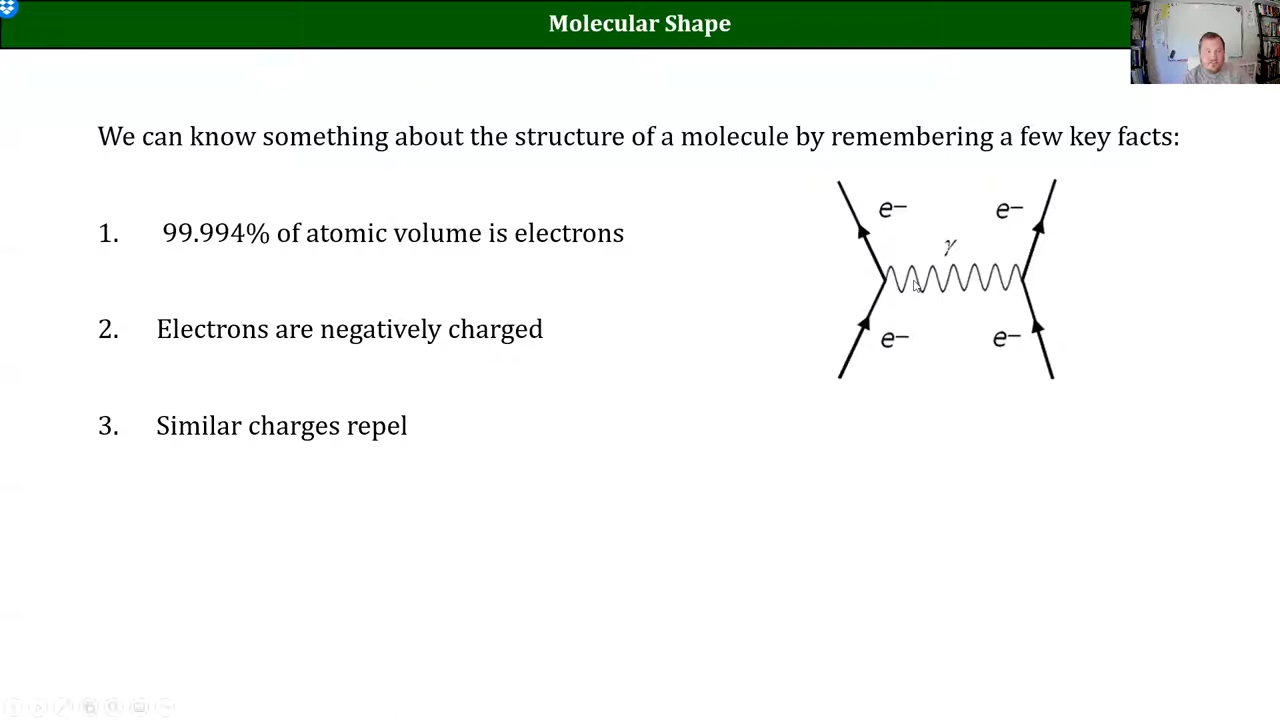 Molecular Shape
We can know something about the structure of a molecule by remembering a few key facts:
1. 99.994% of atomic volume is electrons
2. Electrons are negatively charged
3. Similar charges repel
e− e−
γ
e− e−